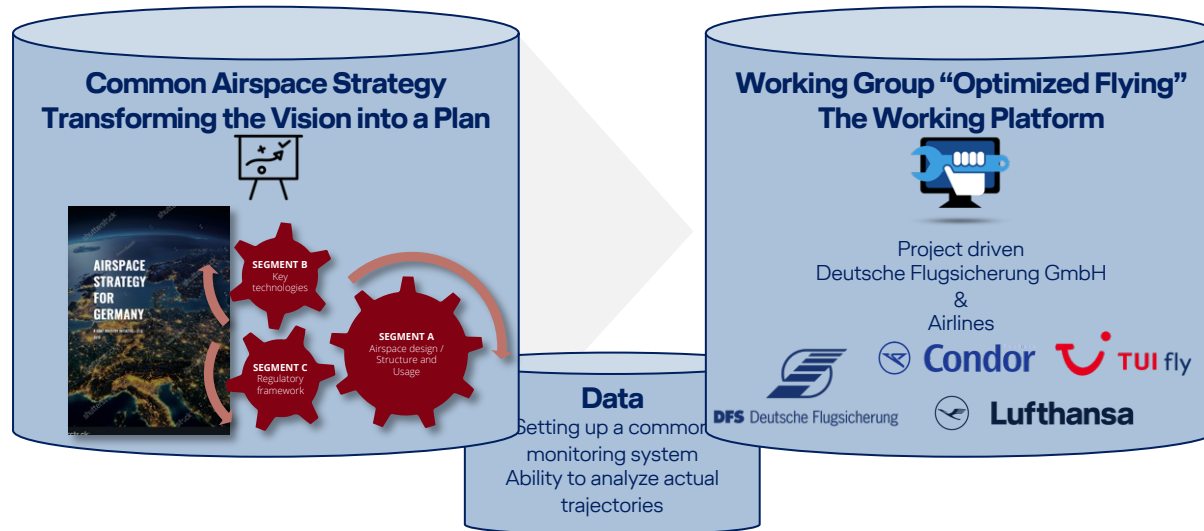 Common Airspace Strategy
Transforming the Vision into a Plan
AIRSPACE
STRATEGY
FOR
GERMANY
shutterstock
SEGMENT B
Key
technologies
SEGMENT C
Regulatory
framework
SEGMENT A
Airspace design /
Structure and
Usage
Data
Setting up a common
monitoring system
Ability to analyze actual
trajectories
Working Group “Optimized Flying”
The Working Platform
Project driven
Deutsche Flugsicherung GmbH
&
Airlines
Condor
TUI fly
DFS Deutsche Flugsicherung
Lufthansa